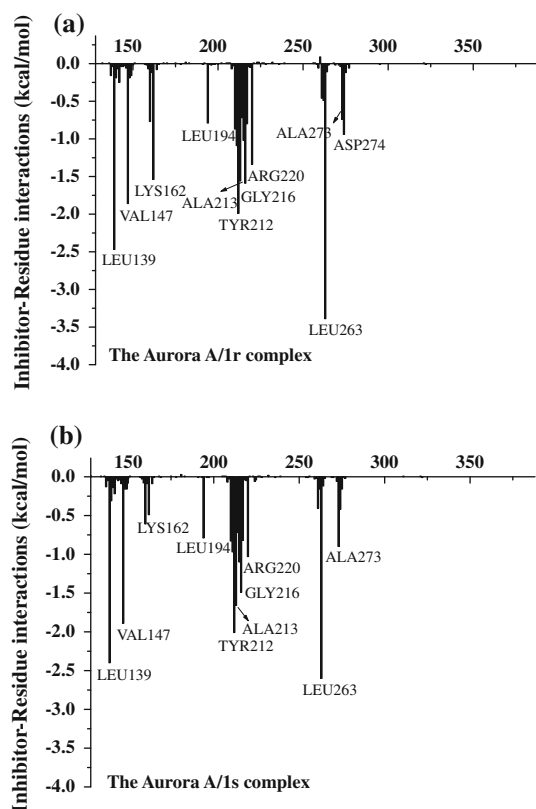 (a)
150 200 250 300 350
0.0
-0.5
-1.0
-1.5
-2.0
-2.5
-3.0
-3.5
-4.0
Inhibitor-Residue interactions (kcal/mol)
LEU194
ALA273
ASP274
LYS162
ARG220
ALA213
GLY216
VAL147
TYR212
LEU139
LEU263
The Aurora A/1r complex
(b)
150 200 250 300 350
0.0
-0.5
-1.0
-1.5
-2.0
-2.5
-3.0
-3.5
-4.0
Inhibitor-Residue interactions (kcal/mol)
LYS162
LEU194
ALA273
ARG220
GLY216
VAL147
ALA213
TYR212
LEU139
LEU263
The Aurora A/1s complex